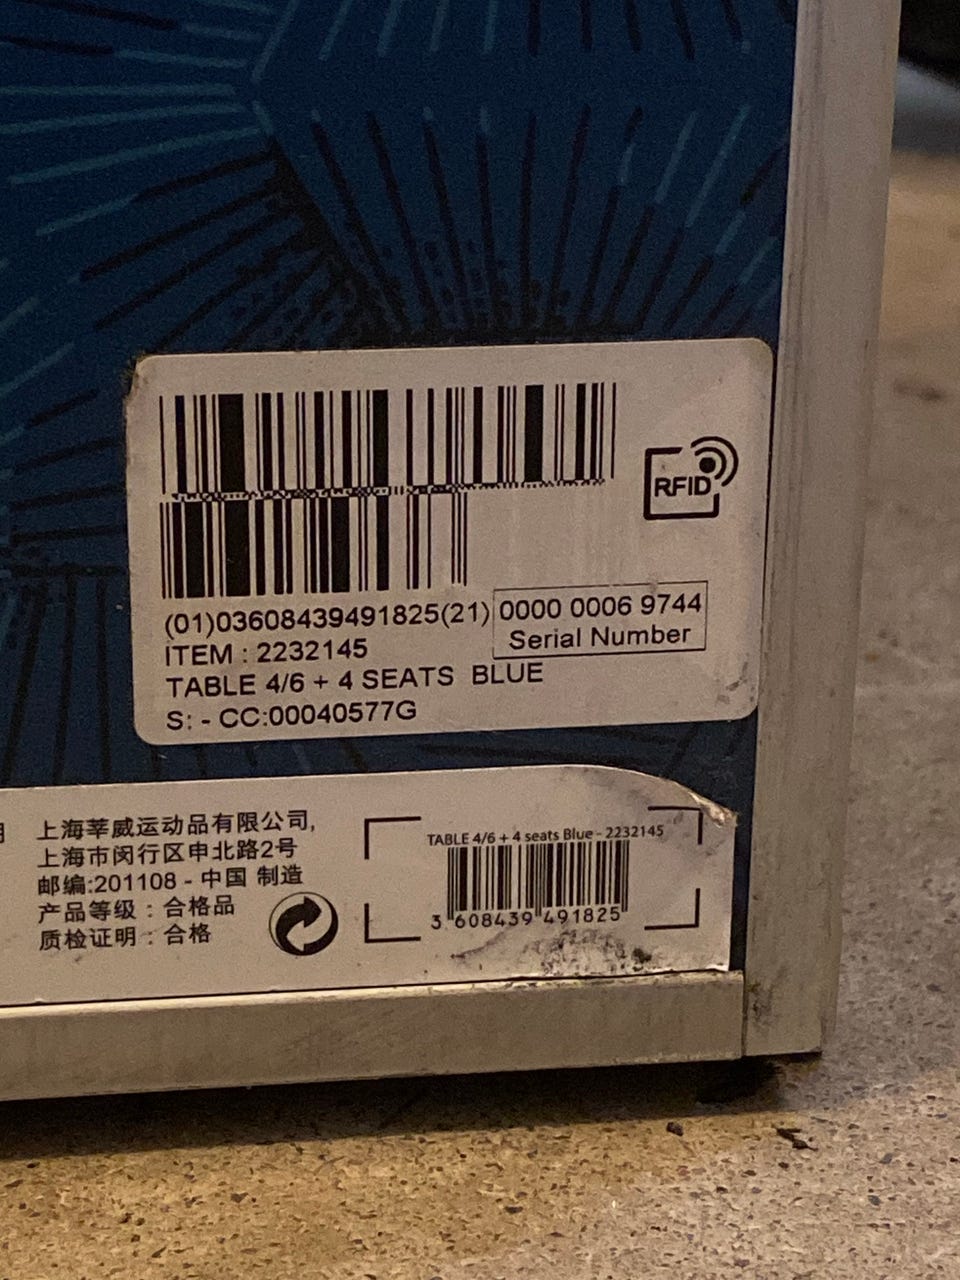 RFID
(01)03608439491825(21) 0000 0006 9744
Serial Number
ITEM : 2232145
TABLE 4/6 + 4 SEATS BLUE
S: - CC:00040577G
上海莘威运动品有限公司,
上海市闵行区申北路2号
邮编:201108 - 中国 制造
产品等级：合格品
质检证明：合格
TABLE 4/6 + 4 seats Blue - 2232145
3 608439 491825